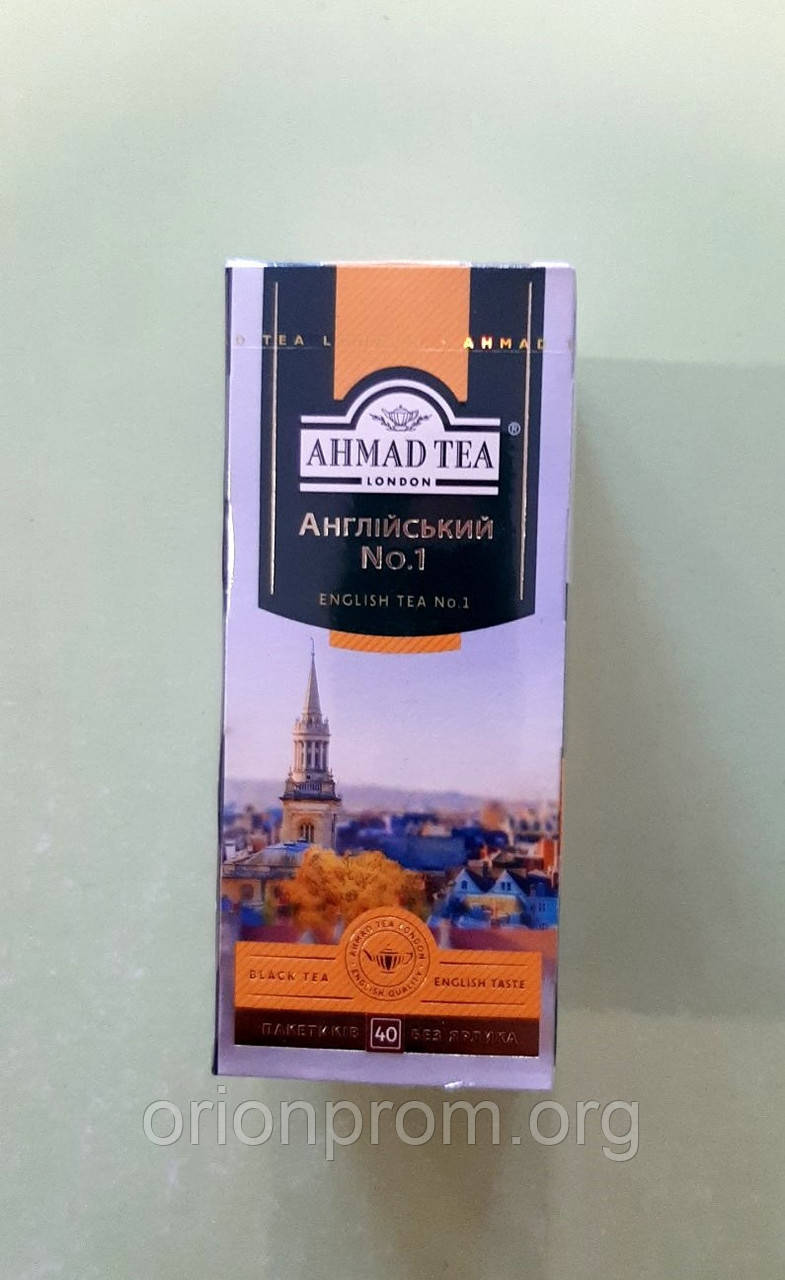 D TEA L
AHMAD
AHMAD TEA
®
LONDON
Англійський
No.1
ENGLISH TEA No.1
AHMAD TEA LONDON
BLACK TEA
ENGLISH TASTE
ENGLISH QUALITY
ПАКЕТИКІВ 40 БЕЗ ЯРЛИКА
orionprom.org